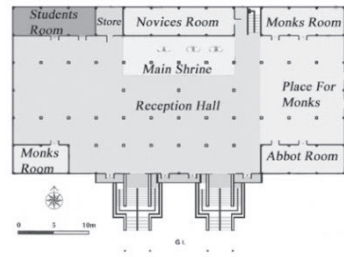 Students
Room
Store
Novices Room
Monks Room
Main Shrine
Place For
Monks
Reception Hall
Monks
Room
Abbot Room
0 5 10m